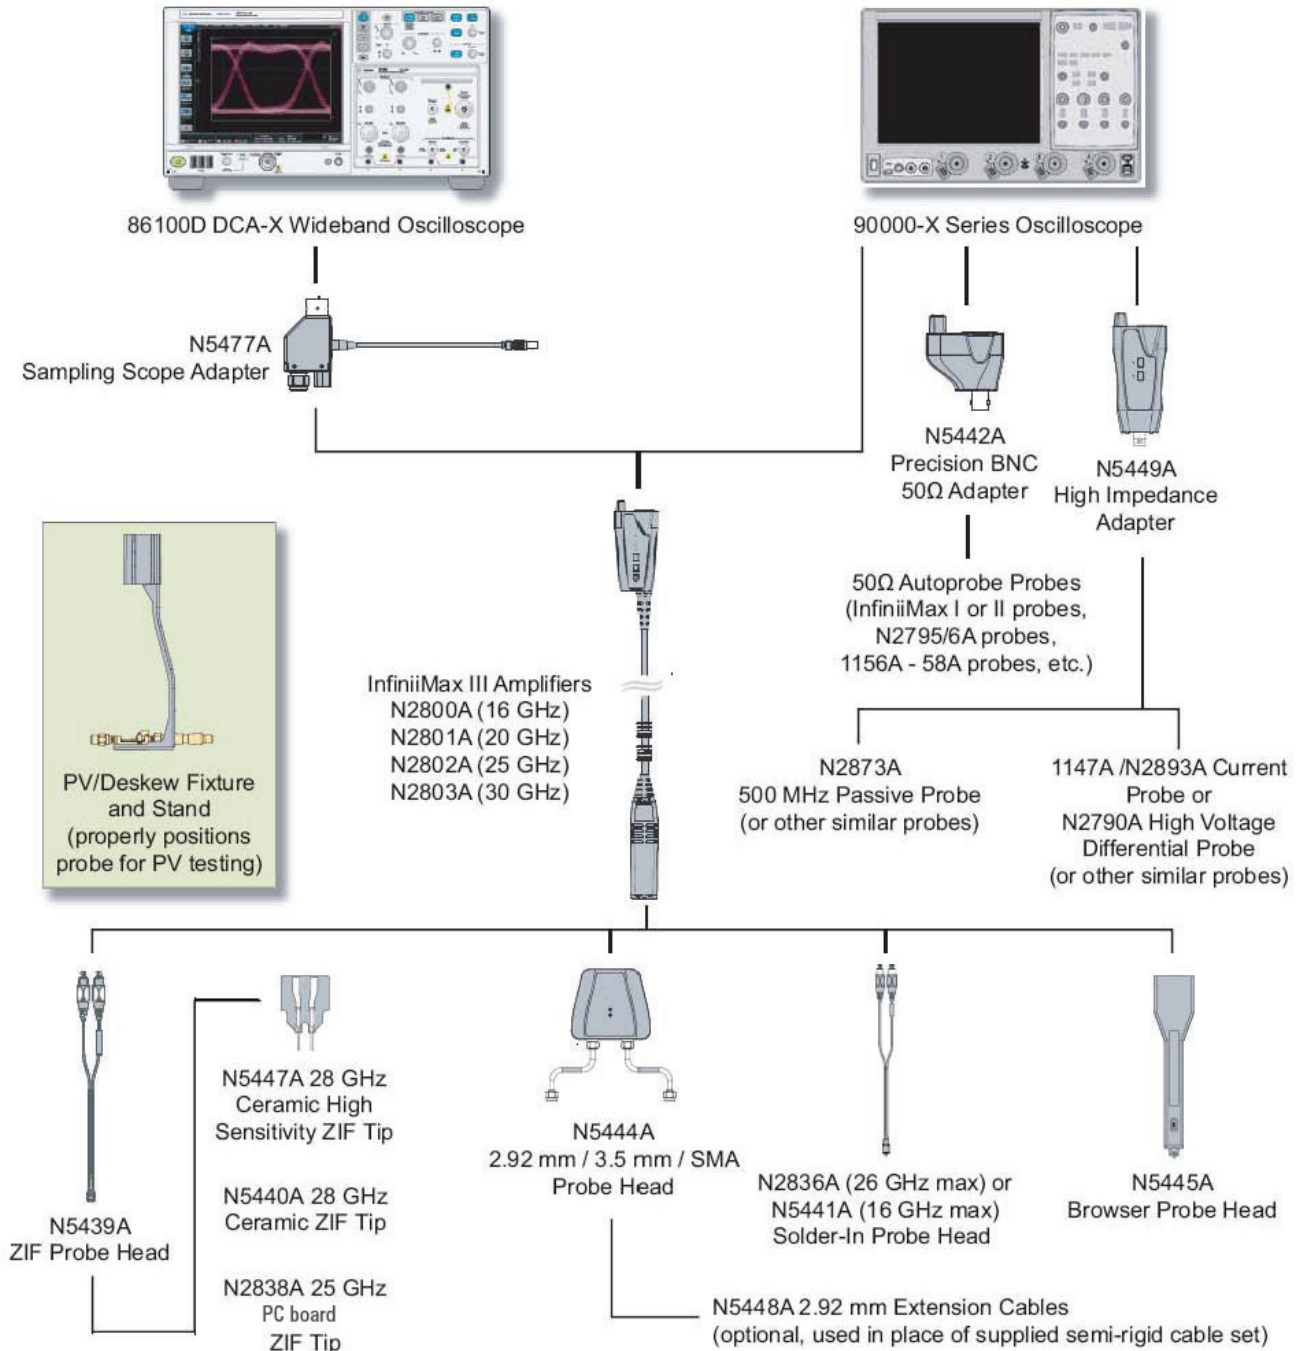 86100D DCA-X Wideband Oscilloscope
90000-X Series Oscilloscope
N5477A
Sampling Scope Adapter
N5442A
Precision BNC
50Ω Adapter
N5449A
High Impedance
Adapter
50Ω Autoprobe Probes
(InfiniiMax I or II probes,
N2795/6A probes,
1156A - 58A probes, etc.)
InfiniiMax III Amplifiers
N2800A (16 GHz)
N2801A (20 GHz)
N2802A (25 GHz)
N2803A (30 GHz)
PV/Deskew Fixture
and Stand
(properly positions
probe for PV testing)
N2873A
500 MHz Passive Probe
(or other similar probes)
1147A /N2893A Current
Probe or
N2790A High Voltage
Differential Probe
(or other similar probes)
N5439A
ZIF Probe Head
N5447A 28 GHz
Ceramic High
Sensitivity ZIF Tip
N5440A 28 GHz
Ceramic ZIF Tip
N2838A 25 GHz
PC board
ZIF Tip
N5444A
2.92 mm / 3.5 mm / SMA
Probe Head
N2836A (26 GHz max) or
N5441A (16 GHz max)
Solder-In Probe Head
N5445A
Browser Probe Head
N5448A 2.92 mm Extension Cables
(optional, used in place of supplied semi-rigid cable set)